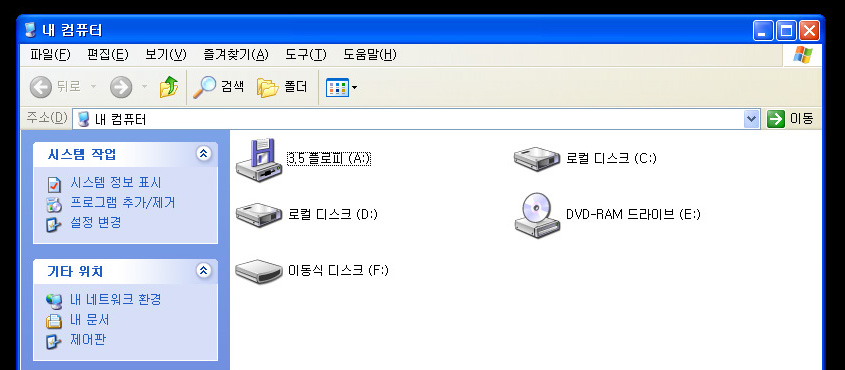 내 컴퓨터
파일(F) 편집(E) 보기(V) 즐겨찾기(A) 도구(T) 도움말(H)
뒤로 검색 폴더
주소(D) 내 컴퓨터 이동
시스템 작업
시스템 정보 표시
프로그램 추가/제거
설정 변경
기타 위치
내 네트워크 환경
내 문서
제어판
3.5 플로피 (A:)
로컬 디스크 (C:)
로컬 디스크 (D:)
DVD-RAM 드라이브 (E:)
이동식 디스크 (F:)